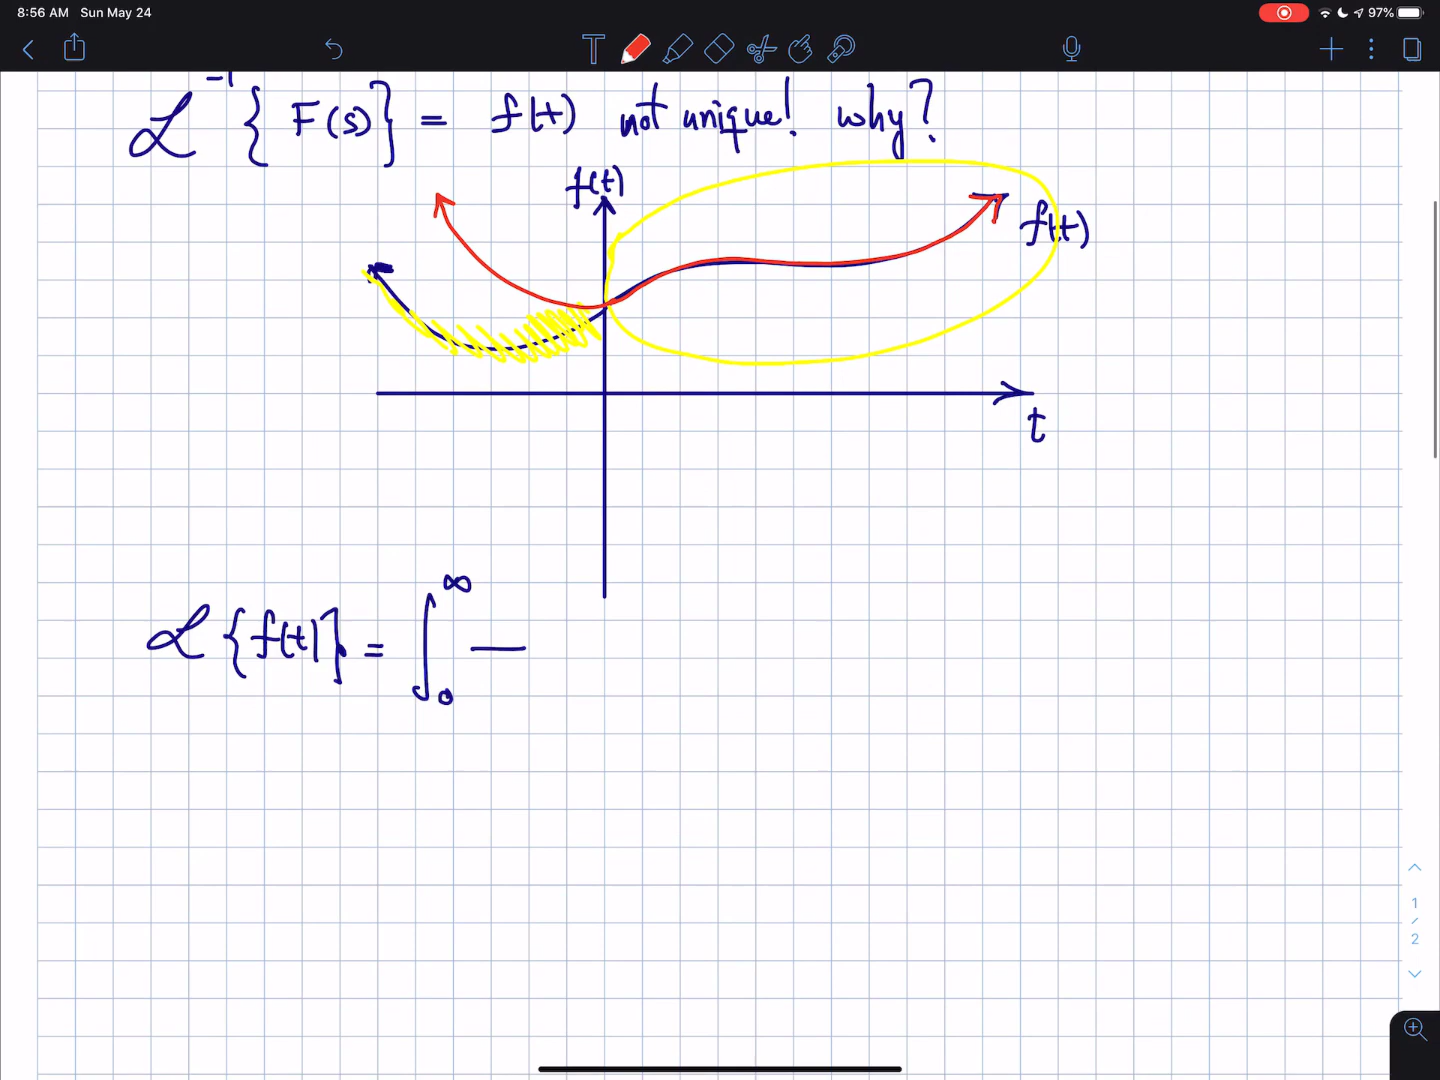 8:56 AM Sun May 24 97%
T
ℒ⁻¹ { F(s) } = f(t) not unique! why?
f(t)
f(t)
t
ℒ {f(t)} = ∫₀^∞ —
1
/
2